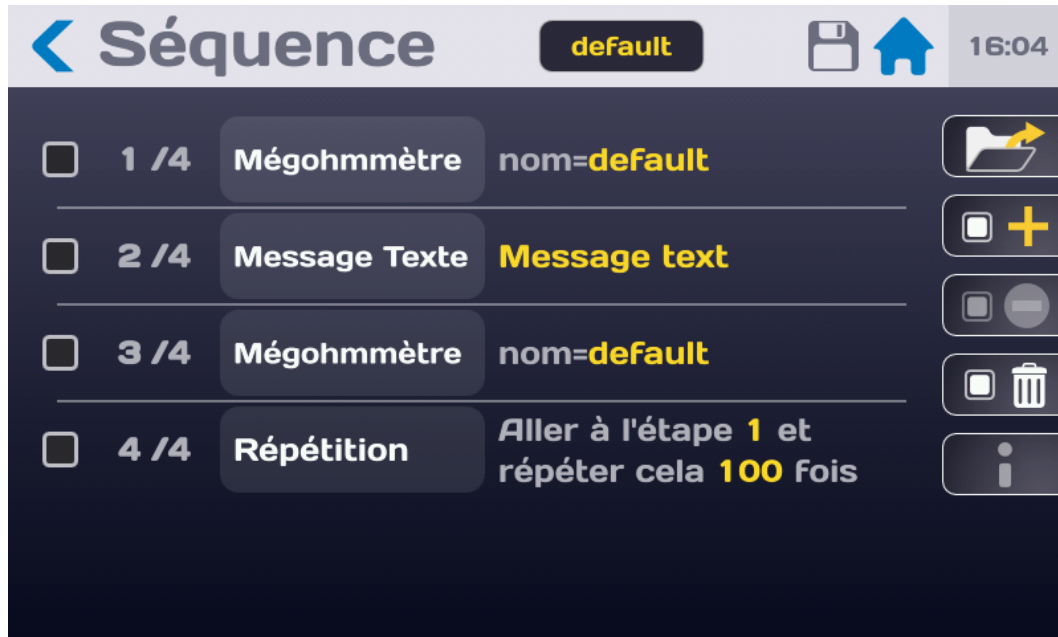 Séquence default 16:04
1 /4 Mégohmmètre nom=default
2 /4 Message Texte Message text
3 /4 Mégohmmètre nom=default
4 /4 Répétition Aller à l'étape 1 et
répéter cela 100 fois